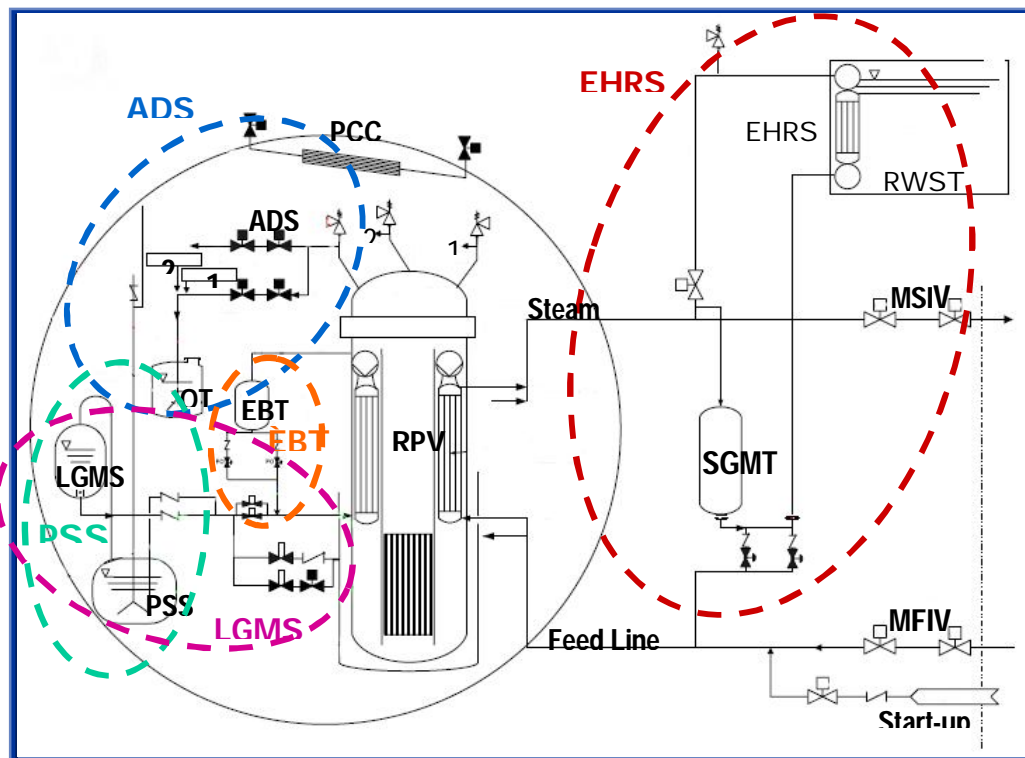 EHRS
ADS
PCC
EHRS
RWST
ADS
2
1
2
1
Steam
MSIV
QT
EBT
EBT
RPV
LGMS
SGMT
PSS
PSS
LGMS
Feed Line
MFIV
Start-up